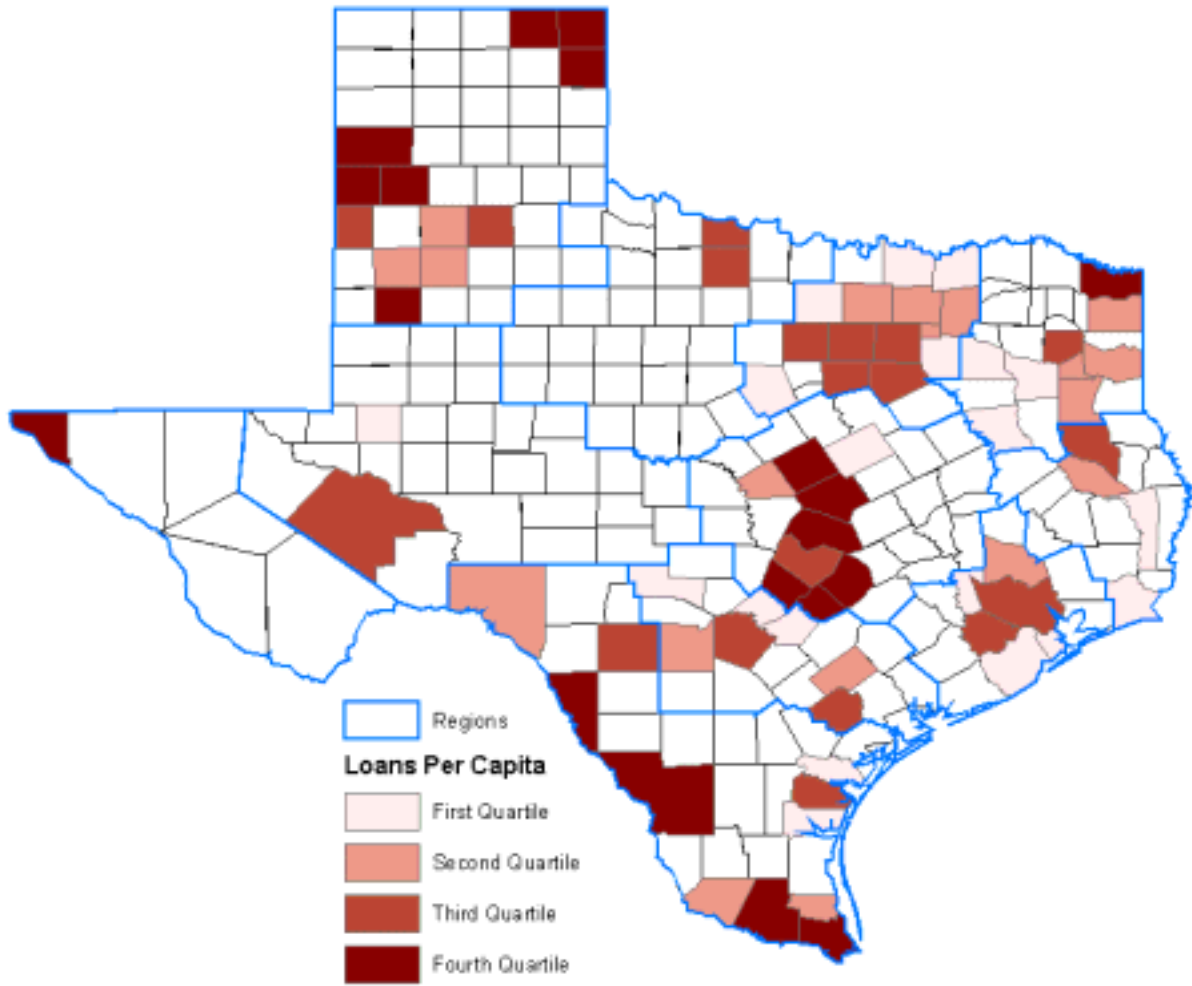 Regions
Loans Per Capita
First Quartile
Second Quartile
Third Quartile
Fourth Quartile